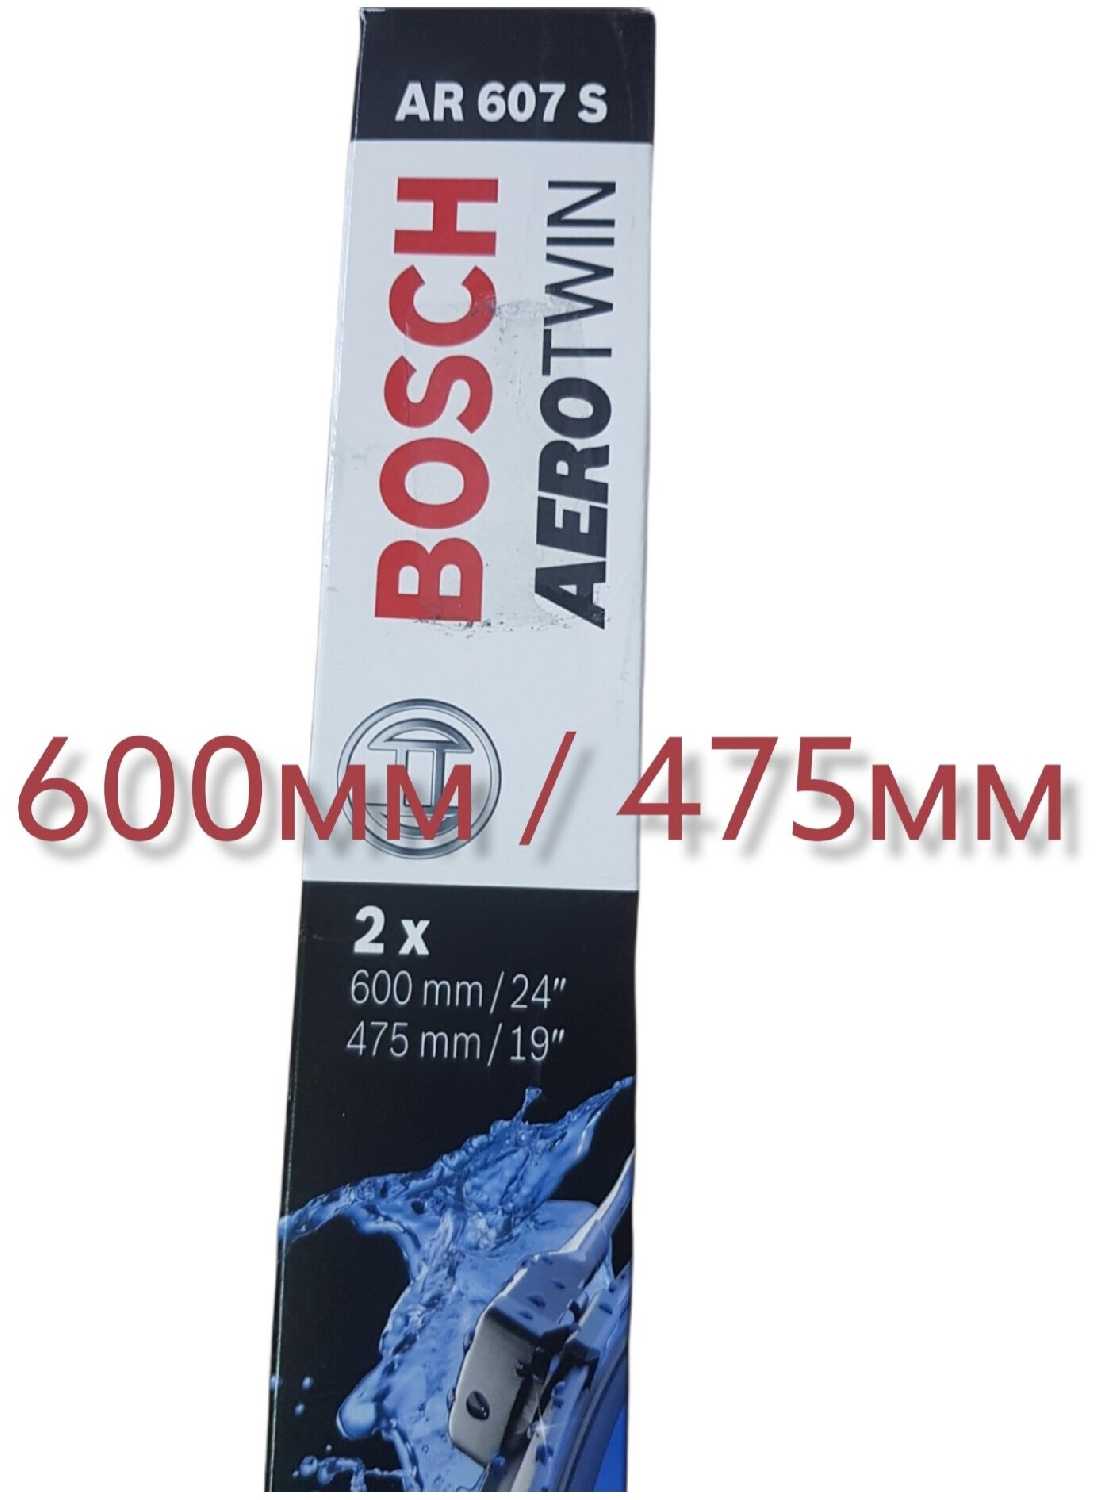 AR 607 S
BOSCH
AEROTWIN
600мм / 475мм
2 x
600 mm / 24"
475 mm / 19"